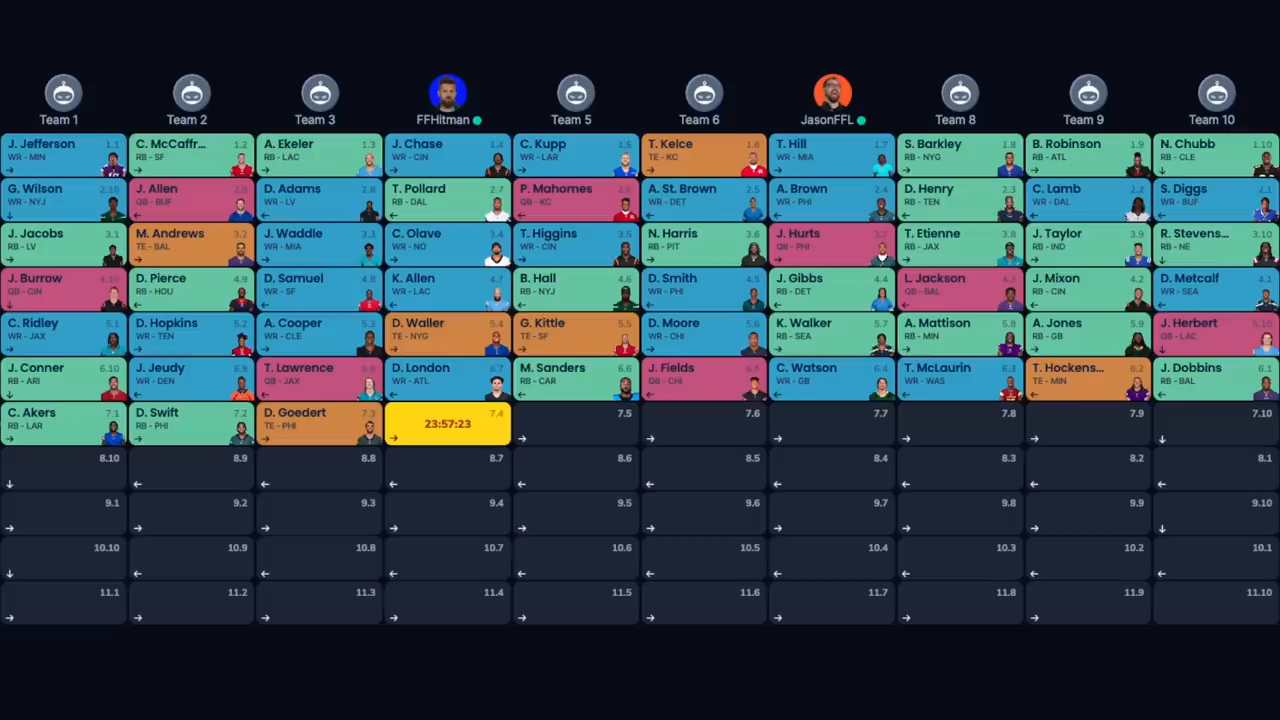 Team 1 Team 2 Team 3 FFHitman Team 5 Team 6 JasonFFL Team 8 Team 9 Team 10
J. Jefferson 1.1 C. McCaffr... 1.2 A. Ekeler 1.3 J. Chase 1.4 C. Kupp 1.5 T. Kelce 1.6 T. Hill 1.7 S. Barkley 1.8 B. Robinson 1.9 N. Chubb 1.10
WR - MIN RB - SF RB - LAC WR - CIN WR - LAR TE - KC WR - MIA RB - NYG RB - ATL RB - CLE
G. Wilson 2.10 J. Allen 2.9 D. Adams 2.8 T. Pollard 2.7 P. Mahomes 2.6 A. St. Brown 2.5 A. Brown 2.4 D. Henry 2.3 C. Lamb 2.2 S. Diggs 2.1
WR - NYJ QB - BUF WR - LV RB - DAL QB - KC WR - DET WR - PHI RB - TEN WR - DAL WR - BUF
J. Jacobs 3.1 M. Andrews 3.2 J. Waddle 3.3 C. Olave 3.4 T. Higgins 3.5 N. Harris 3.6 J. Hurts 3.7 T. Etienne 3.8 J. Taylor 3.9 R. Stevens... 3.10
RB - LV TE - BAL WR - MIA WR - NO WR - CIN RB - PIT QB - PHI RB - JAX RB - IND RB - NE
J. Burrow 4.10 D. Pierce 4.9 D. Samuel 4.8 K. Allen 4.7 B. Hall 4.6 D. Smith 4.5 J. Gibbs 4.4 L. Jackson 4.3 J. Mixon 4.2 D. Metcalf 4.1
QB - CIN RB - HOU WR - SF WR - LAC RB - NYJ WR - PHI RB - DET QB - BAL RB - CIN WR - SEA
C. Ridley 5.1 D. Hopkins 5.2 A. Cooper 5.3 D. Waller 5.4 G. Kittle 5.5 D. Moore 5.6 K. Walker 5.7 A. Mattison 5.8 A. Jones 5.9 J. Herbert 5.10
WR - JAX WR - TEN WR - CLE TE - NYG TE - SF WR - CHI RB - SEA RB - MIN RB - GB QB - LAC
J. Conner 6.10 J. Jeudy 6.9 T. Lawrence 6.8 D. London 6.7 M. Sanders 6.6 J. Fields 6.5 C. Watson 6.4 T. McLaurin 6.3 T. Hockens... 6.2 J. Dobbins 6.1
RB - ARI WR - DEN QB - JAX WR - ATL RB - CAR QB - CHI WR - GB WR - WAS TE - MIN RB - BAL
C. Akers 7.1 D. Swift 7.2 D. Goedert 7.3 7.4 7.5 7.6 7.7 7.8 7.9 7.10
RB - LAR RB - PHI TE - PHI 23:57:23
8.10 8.9 8.8 8.7 8.6 8.5 8.4 8.3 8.2 8.1
9.1 9.2 9.3 9.4 9.5 9.6 9.7 9.8 9.9 9.10
10.10 10.9 10.8 10.7 10.6 10.5 10.4 10.3 10.2 10.1
11.1 11.2 11.3 11.4 11.5 11.6 11.7 11.8 11.9 11.10